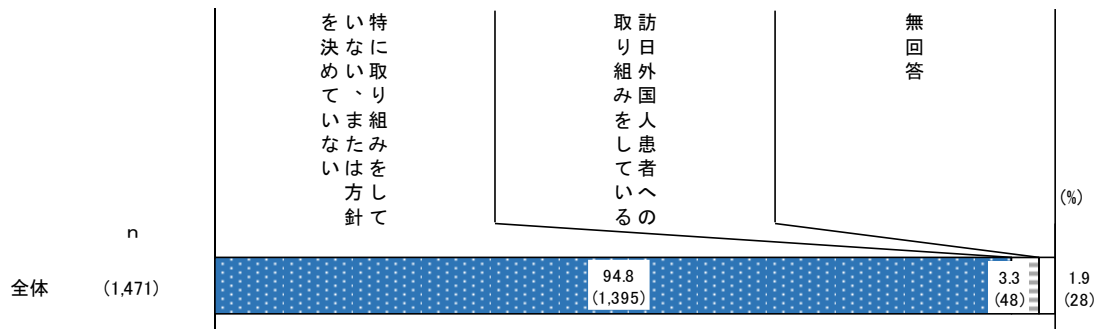 特に取り組みをして
いない、または方針
を決めていない
訪日外国人患者への
取り組みをしている
無回答
(%)
n
全体
(1,471)
94.8
(1,395)
3.3
(48)
1.9
(28)